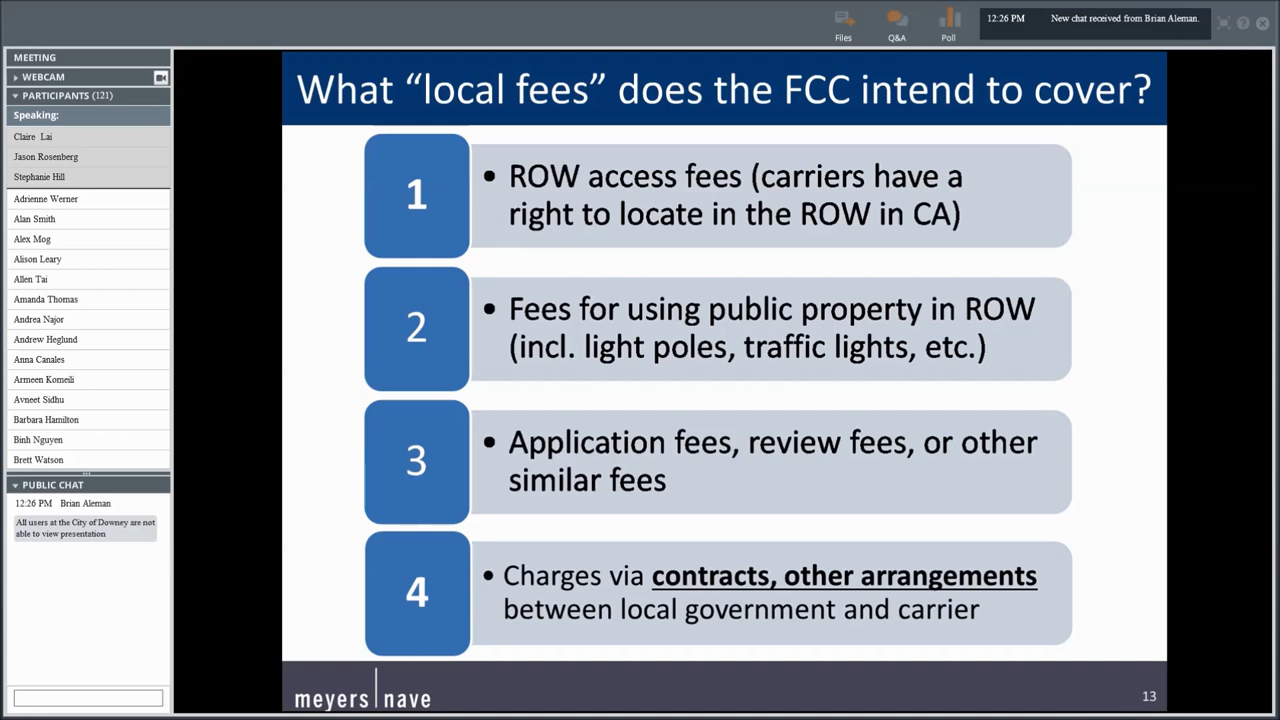 12:26 PM New chat received from Brian Aleman.
Files
Q&A
Poll
MEETING
WEBCAM
PARTICIPANTS (121)
Speaking:
Claire Lai
Jason Rosenberg
Stephanie Hill
Adrienne Werner
Alan Smith
Alex Mog
Alison Leary
Allen Tai
Amanda Thomas
Andrea Najor
Andrew Heglund
Anna Canales
Armeen Komeili
Avneet Sidhu
Barbara Hamilton
Binh Nguyen
Brett Watson
PUBLIC CHAT
12:26 PM Brian Aleman
All users at the City of Downey are not
able to view presentation
What “local fees” does the FCC intend to cover?
1
• ROW access fees (carriers have a
right to locate in the ROW in CA)
2
• Fees for using public property in ROW
(incl. light poles, traffic lights, etc.)
3
• Application fees, review fees, or other
similar fees
4
• Charges via contracts, other arrangements
between local government and carrier
meyers | nave
13